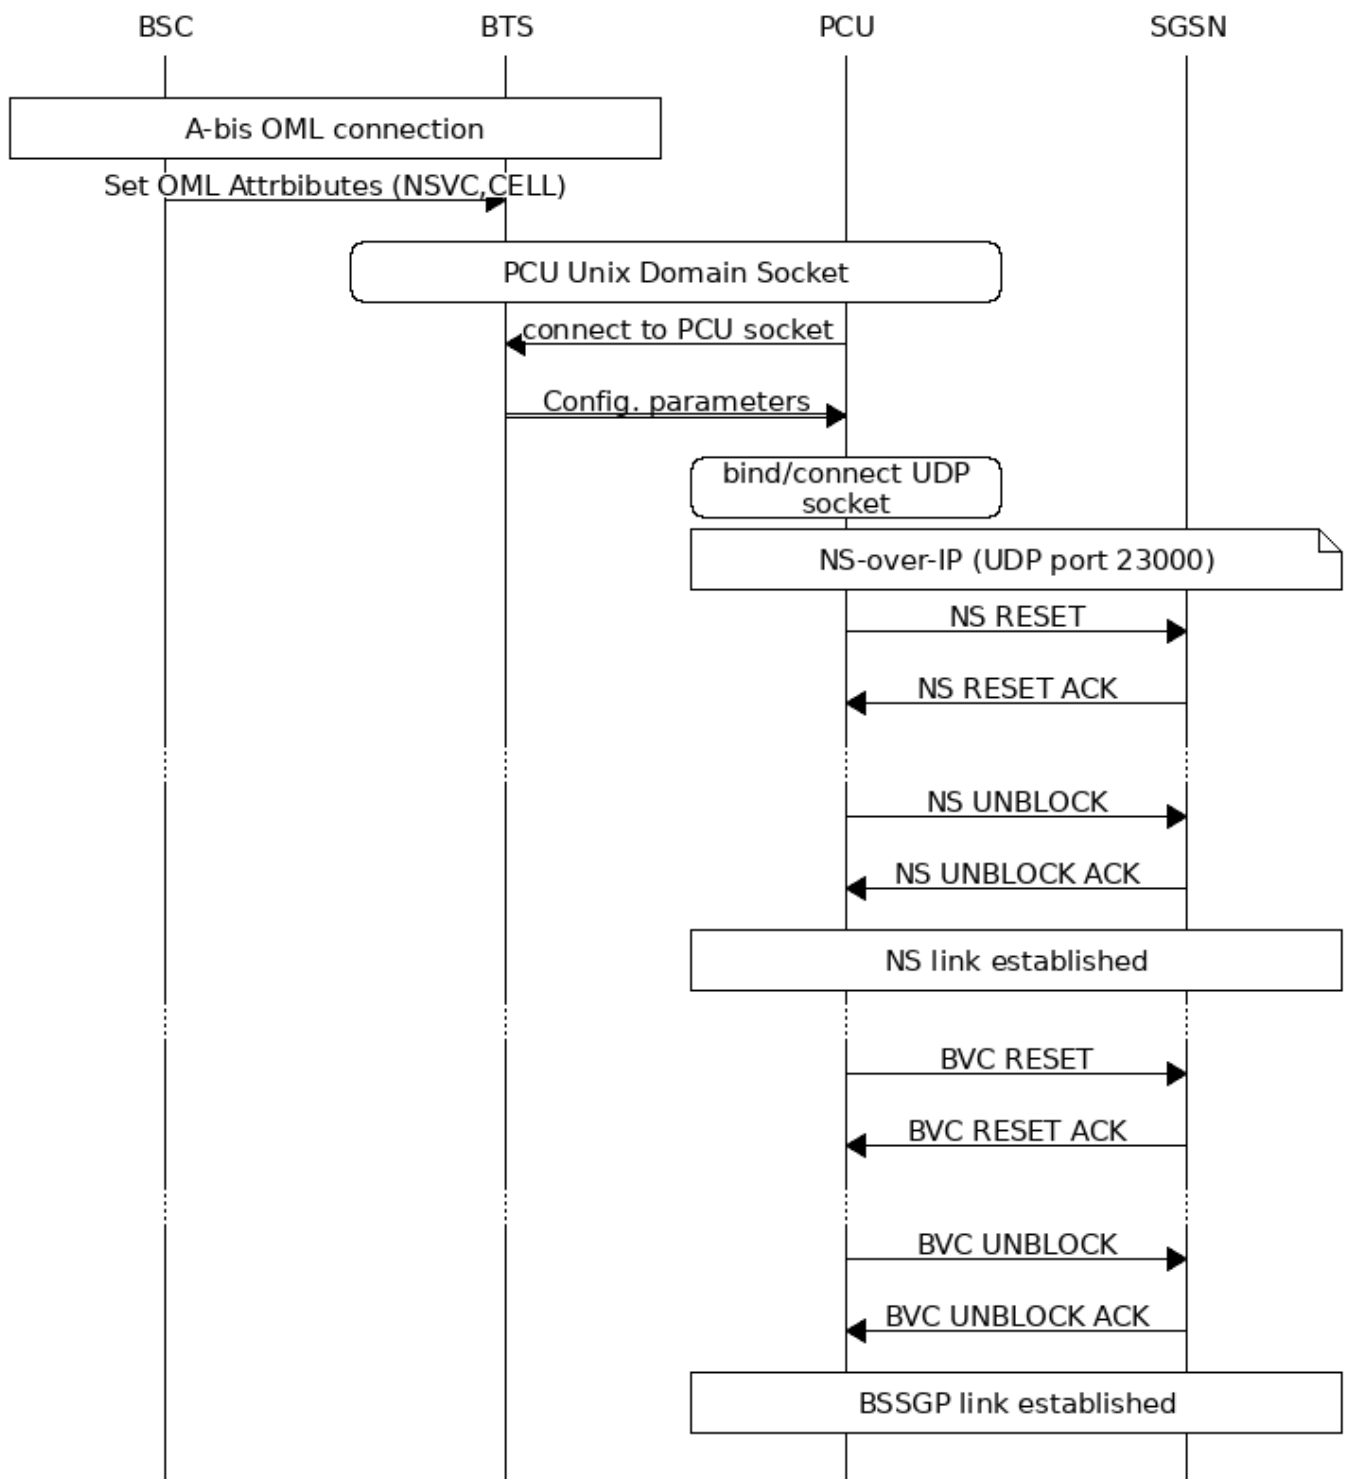 BSC BTS PCU SGSN
A-bis OML connection
Set OML Attrbibutes (NSVC,CELL)
PCU Unix Domain Socket
connect to PCU socket
Config. parameters
bind/connect UDP
socket
NS-over-IP (UDP port 23000)
NS RESET
NS RESET ACK
NS UNBLOCK
NS UNBLOCK ACK
NS link established
BVC RESET
BVC RESET ACK
BVC UNBLOCK
BVC UNBLOCK ACK
BSSGP link established